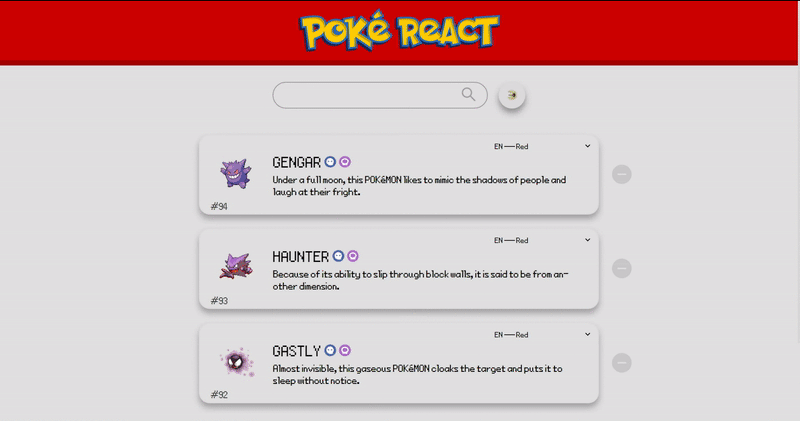 POKé REACT
EN——Red
GENGAR
Under a full moon, this POKéMON likes to mimic the shadows of people and
laugh at their fright.
#94
EN——Red
HAUNTER
Because of its ability to slip through block walls, it is said to be from an-
other dimension.
#93
EN——Red
GASTLY
Almost invisible, this gaseous POKéMON cloaks the target and puts it to
sleep without notice.
#92